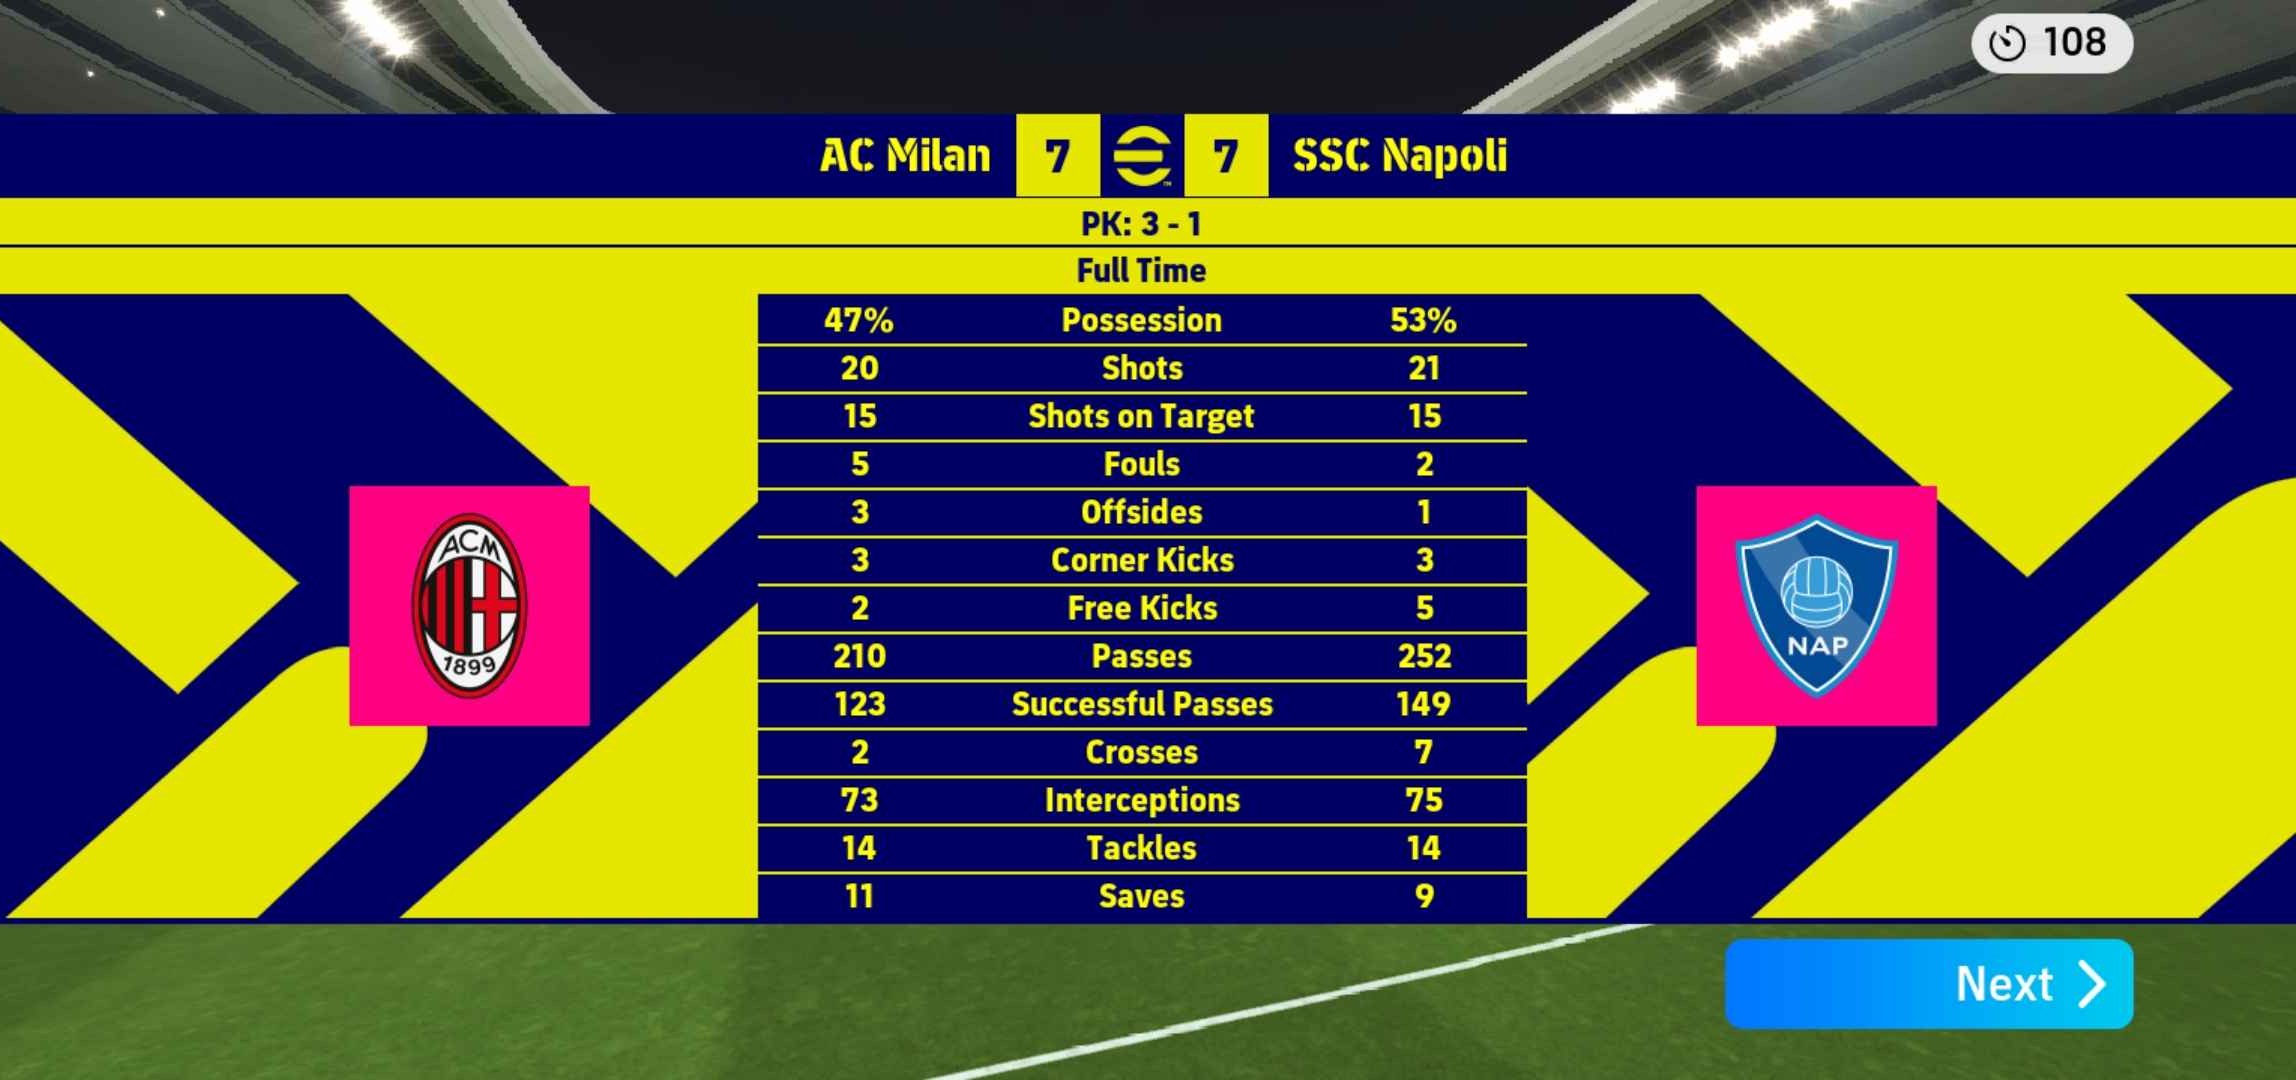 108
AC Milan 7 7 SSC Napoli
PK: 3 - 1
Full Time
47% Possession 53%
20 Shots 21
15 Shots on Target 15
5 Fouls 2
3 Offsides 1
3 Corner Kicks 3
2 Free Kicks 5
210 Passes 252
123 Successful Passes 149
2 Crosses 7
73 Interceptions 75
14 Tackles 14
11 Saves 9
ACM
1899
NAP
Next